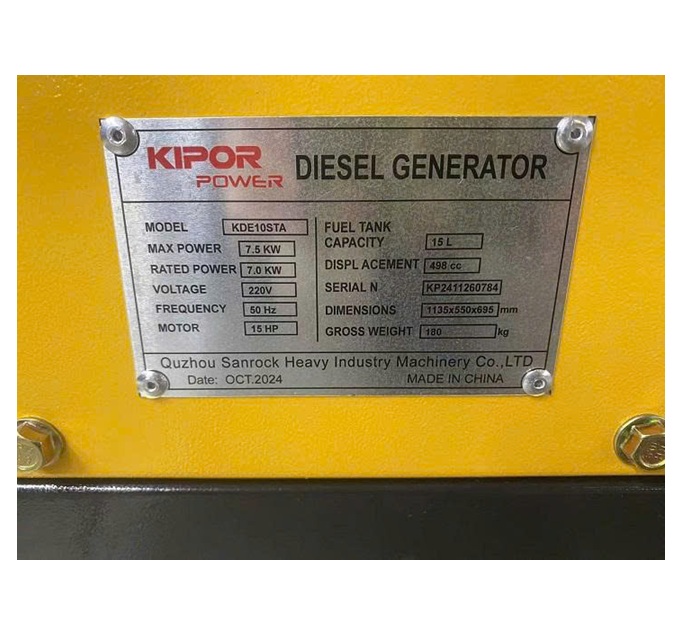 KIPOR
POWER
DIESEL GENERATOR
MODEL KDE10STA
MAX POWER 7.5 KW
RATED POWER 7.0 KW
VOLTAGE 220V
FREQUENCY 50 Hz
MOTOR 15 HP
FUEL TANK
CAPACITY 15 L
DISPL ACEMENT 498 cc
SERIAL N KP2411260784
DIMENSIONS 1135x550x695 mm
GROSS WEIGHT 180 kg
Quzhou Sanrock Heavy Industry Machinery Co.,LTD
Date: OCT.2024 MADE IN CHINA